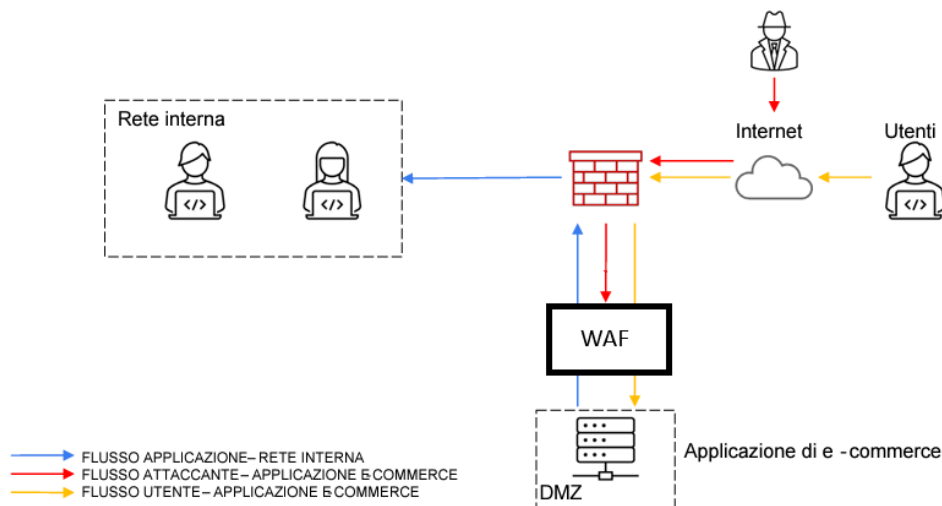 Rete interna
Internet
Utenti
WAF
Applicazione di e -commerce
DMZ
FLUSSO APPLICAZIONE– RETE INTERNA
FLUSSO ATTACCANTE– APPLICAZIONE E-COMMERCE
FLUSSO UTENTE– APPLICAZIONE E-COMMERCE